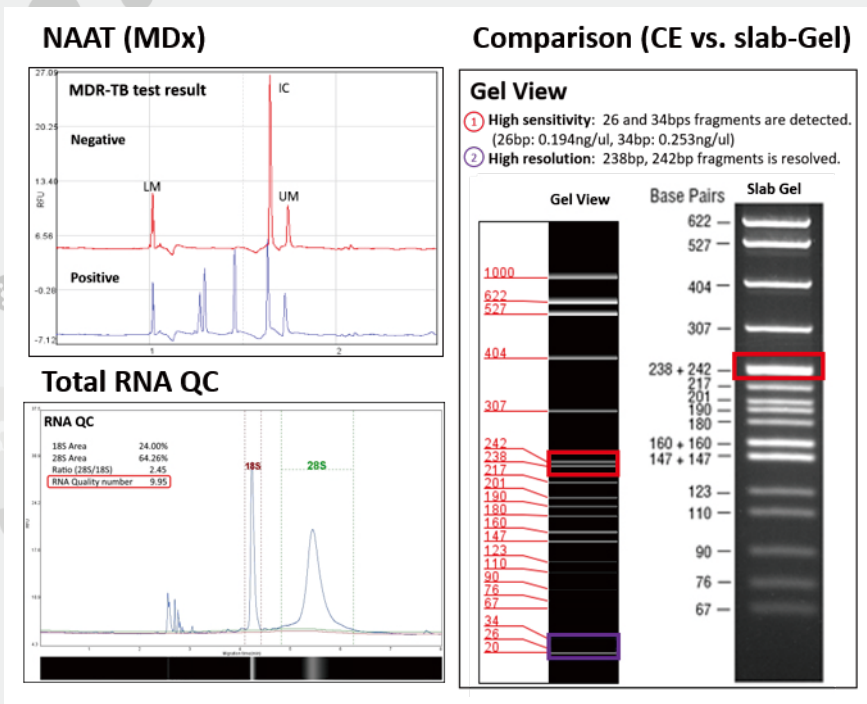 NAAT (MDx)
27.09
20.25
13.40
6.56
-0.28
-7.12
RFU
MDR-TB test result
Negative
Positive
LM
IC
UM
1
2
Total RNA QC
RNA QC
18S Area 24.00%
28S Area 64.26%
Ratio (28S/18S) 2.45
RNA Quality number 9.95
18S
28S
Comparison (CE vs. slab-Gel)
Gel View
1 High sensitivity: 26 and 34bps fragments are detected.
(26bp: 0.194ng/ul, 34bp: 0.253ng/ul)
2 High resolution: 238bp, 242bp fragments is resolved.
Gel View
1000
622
527
404
307
242
238
217
201
190
180
160
147
123
110
90
76
67
34
26
20
Base Pairs
Slab Gel
622
527
404
307
238 + 242
217
201
190
180
160 + 160
147 + 147
123
110
90
76
67